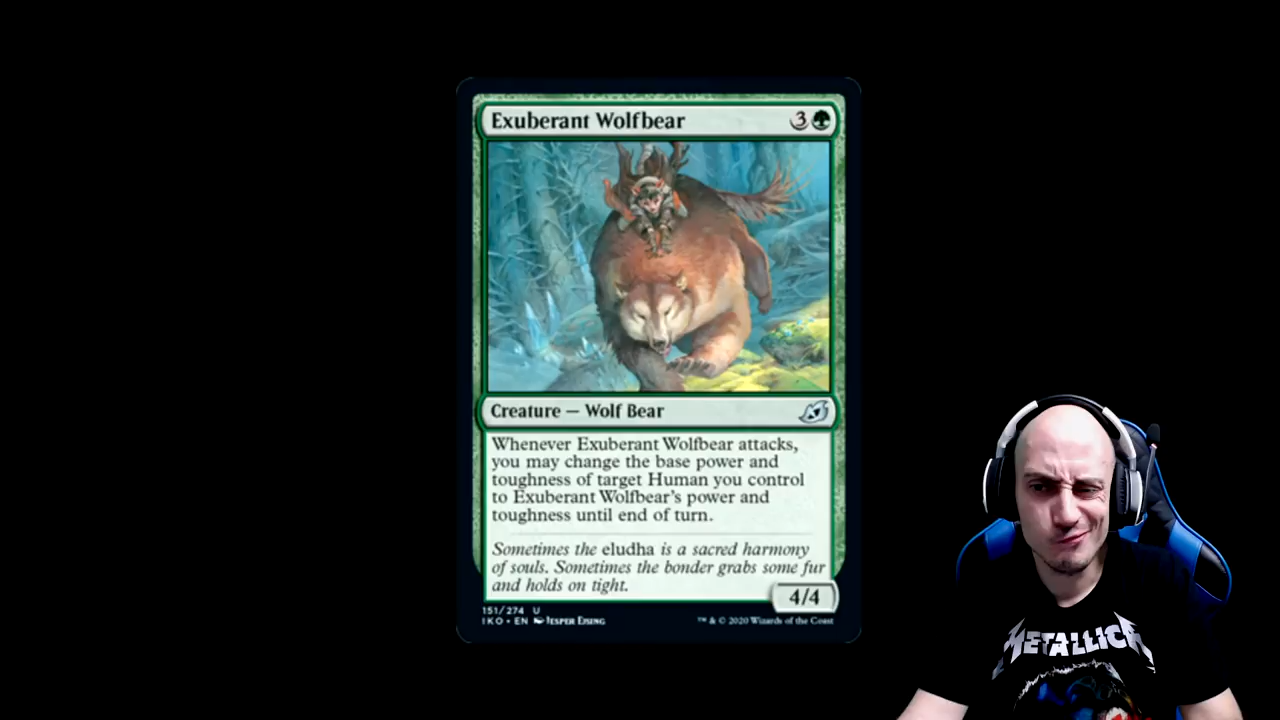 Exuberant Wolfbear 3
Creature — Wolf Bear
Whenever Exuberant Wolfbear attacks,
you may change the base power and
toughness of target Human you control
to Exuberant Wolfbear's power and
toughness until end of turn.
Sometimes the eludha is a sacred harmony
of souls. Sometimes the bonder grabs some fur
and holds on tight.
4/4
151/274 U
IKO • EN Jesper Ejsing ™ & © 2020 Wizards of the Coast
METALLICA